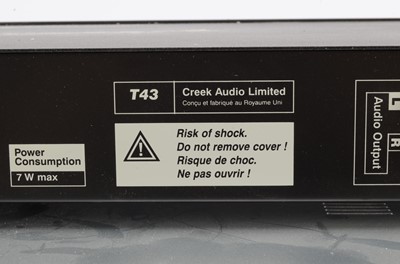 T43 Creek Audio Limited
Conçu et fabriqué au Royaume Uni
Risk of shock.
Do not remove cover !
Risque de choc.
Ne pas ouvrir !
Power
Consumption
7 W max
L
R
Audio Output